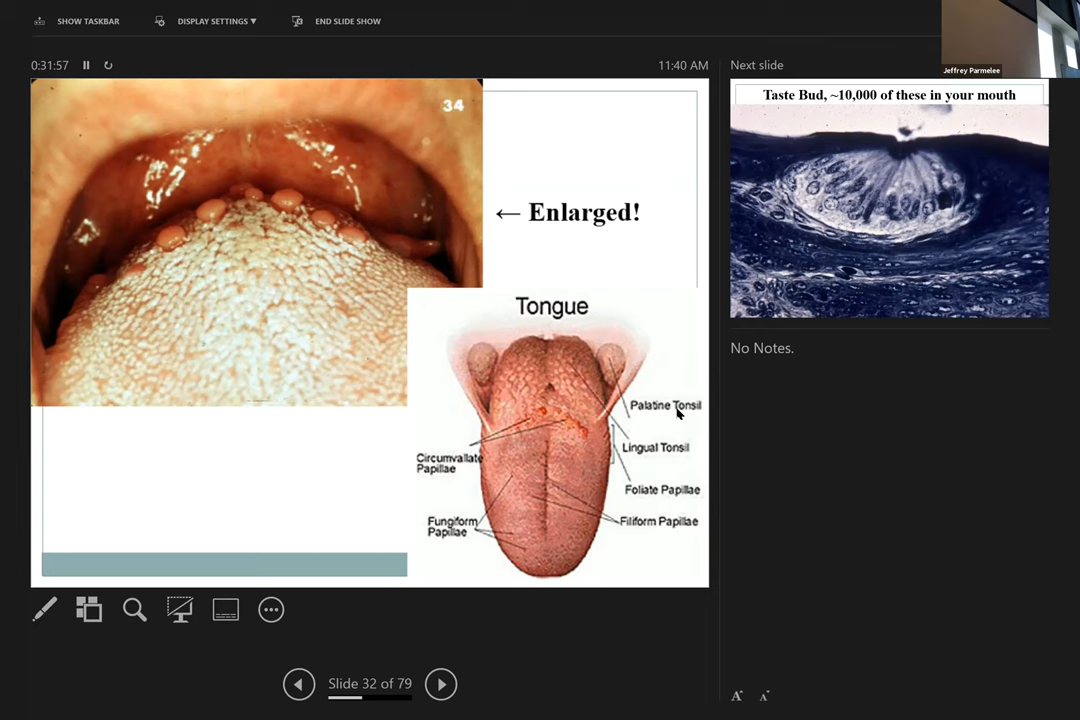 SHOW TASKBAR
DISPLAY SETTINGS ▼
END SLIDE SHOW
Jeffrey Parmelee
0:31:57
11:40 AM
34
← Enlarged!
Tongue
Palatine Tonsil
Lingual Tonsil
Circumvallate
Papillae
Foliate Papillae
Fungiform
Papillae
Filiform Papillae
Slide 32 of 79
Next slide
Taste Bud, ~10,000 of these in your mouth
No Notes.
A A